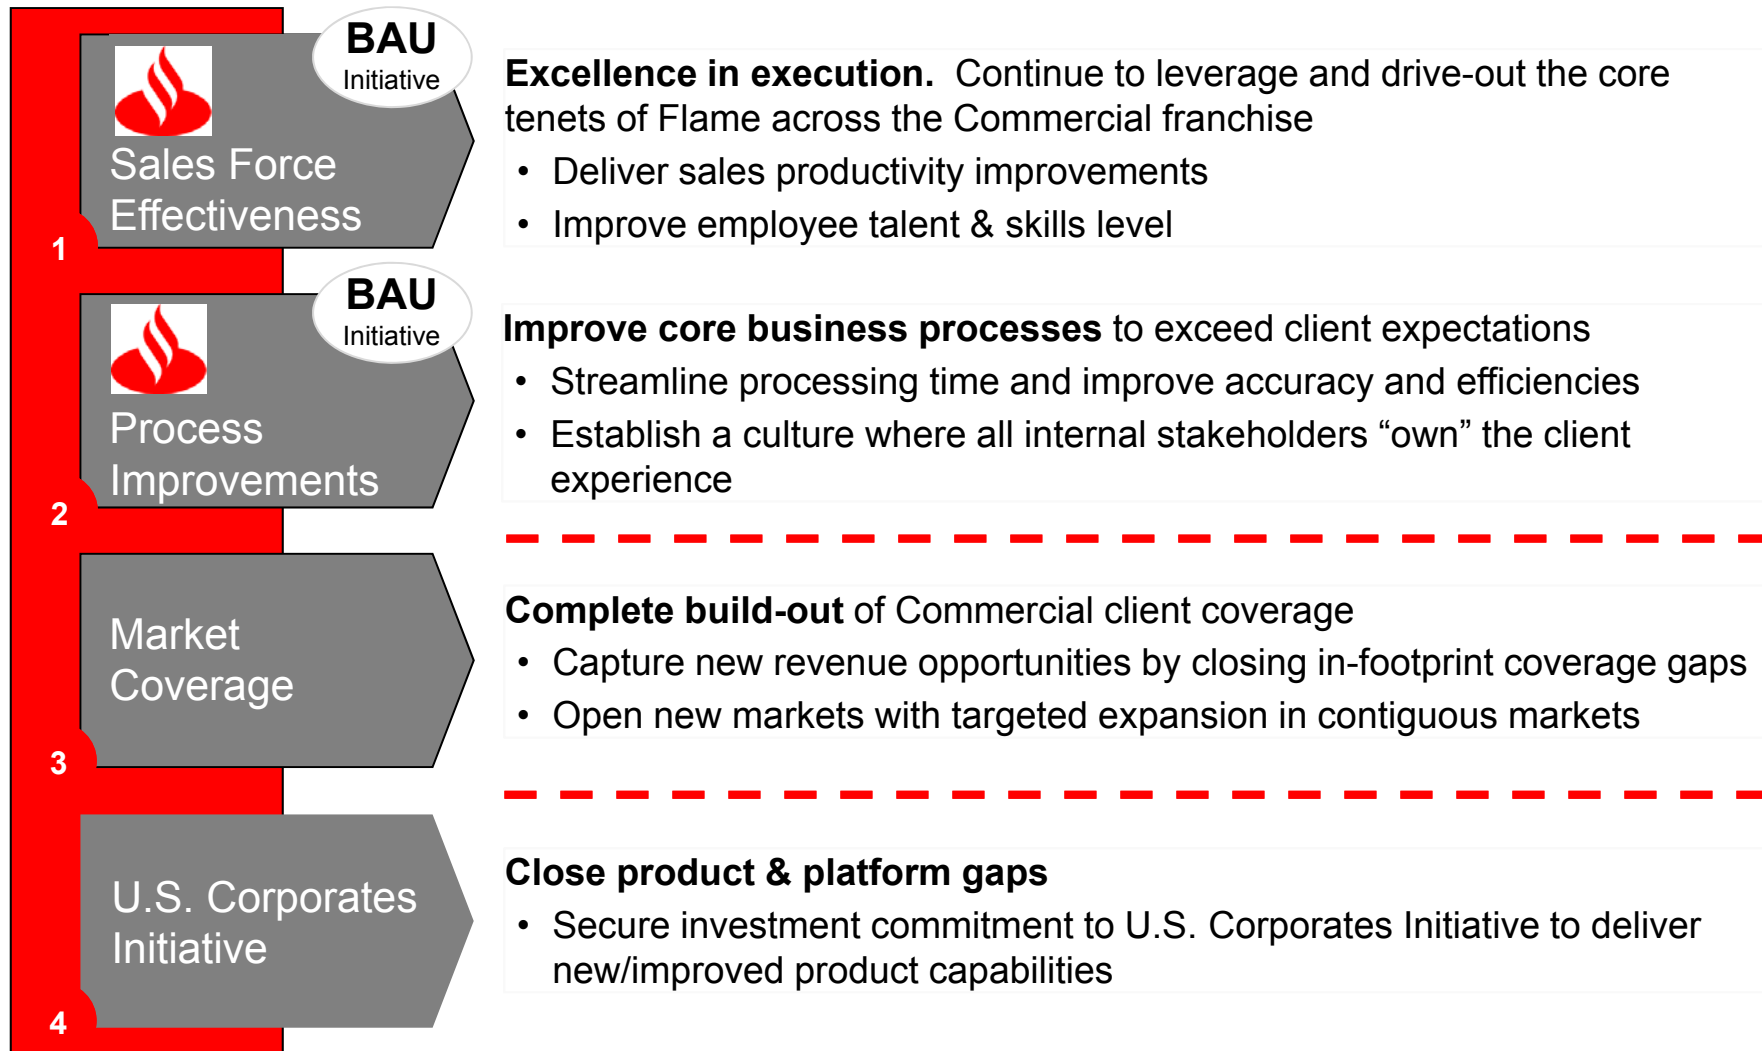 BAU
Initiative
Sales Force
Effectiveness
1
Excellence in execution.  Continue to leverage and drive-out the core
tenets of Flame across the Commercial franchise
• Deliver sales productivity improvements
• Improve employee talent & skills level
BAU
Initiative
Process
Improvements
2
Improve core business processes to exceed client expectations
• Streamline processing time and improve accuracy and efficiencies
• Establish a culture where all internal stakeholders “own” the client
experience
Market
Coverage
3
Complete build-out of Commercial client coverage
• Capture new revenue opportunities by closing in-footprint coverage gaps
• Open new markets with targeted expansion in contiguous markets
U.S. Corporates
Initiative
4
Close product & platform gaps
• Secure investment commitment to U.S. Corporates Initiative to deliver
new/improved product capabilities